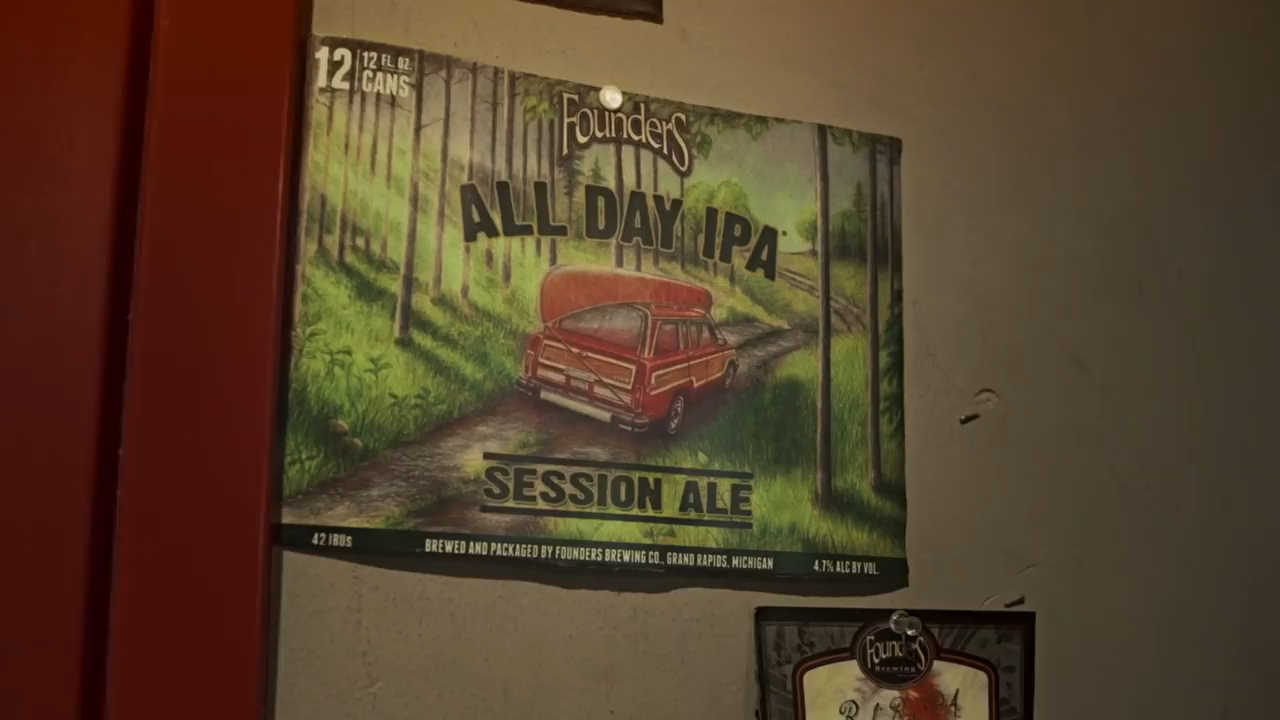 12 12 FL. OZ.
CANS
FOUNDERS
ALL DAY IPA
SESSION ALE
42 IBUS
BREWED AND PACKAGED BY FOUNDERS BREWING CO., GRAND RAPIDS, MICHIGAN
4.7% ALC BY VOL.
FOUNDERS
Brewing